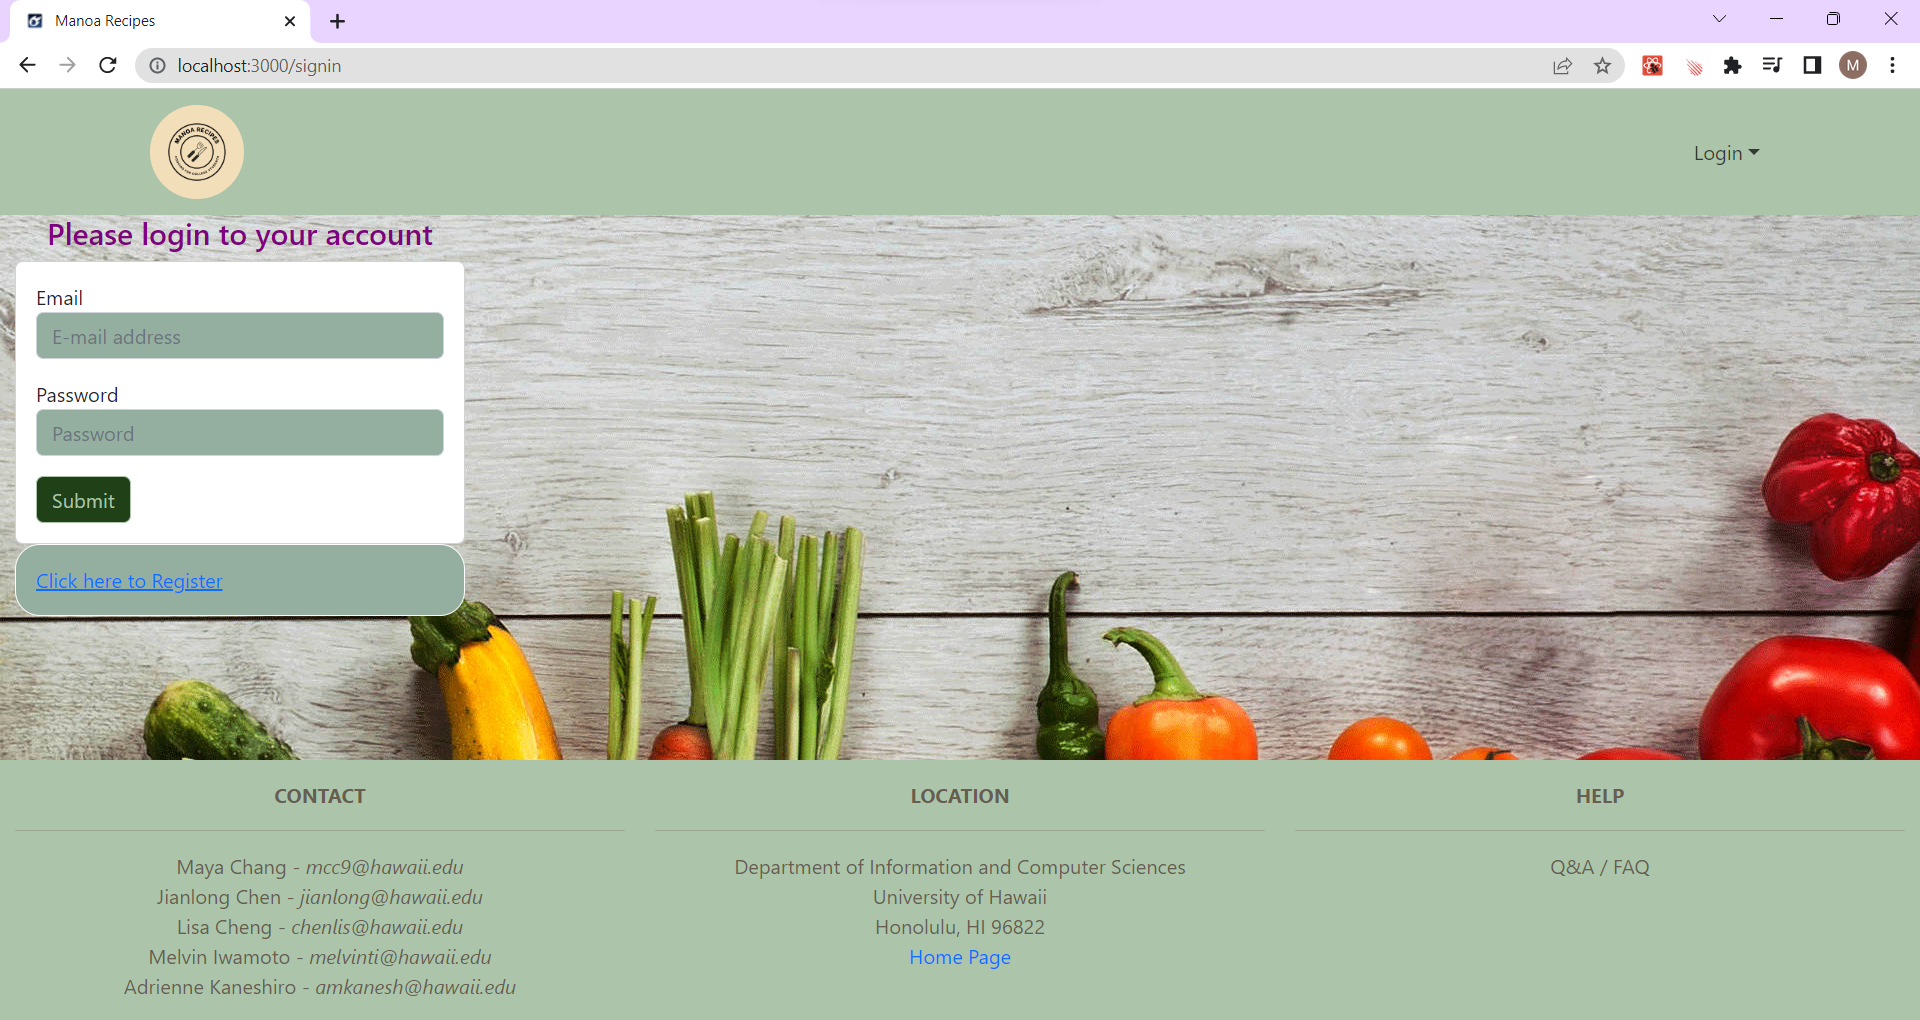 Manoa Recipes
localhost:3000/signin
M
MANOA RECIPES
Login
Please login to your account
Email
E-mail address
Password
Password
Submit
Click here to Register
CONTACT
Maya Chang - mcc9@hawaii.edu
Jianlong Chen - jianlong@hawaii.edu
Lisa Cheng - chenlis@hawaii.edu
Melvin Iwamoto - melvinti@hawaii.edu
Adrienne Kaneshiro - amkanesh@hawaii.edu
LOCATION
Department of Information and Computer Sciences
University of Hawaii
Honolulu, HI 96822
Home Page
HELP
Q&A / FAQ